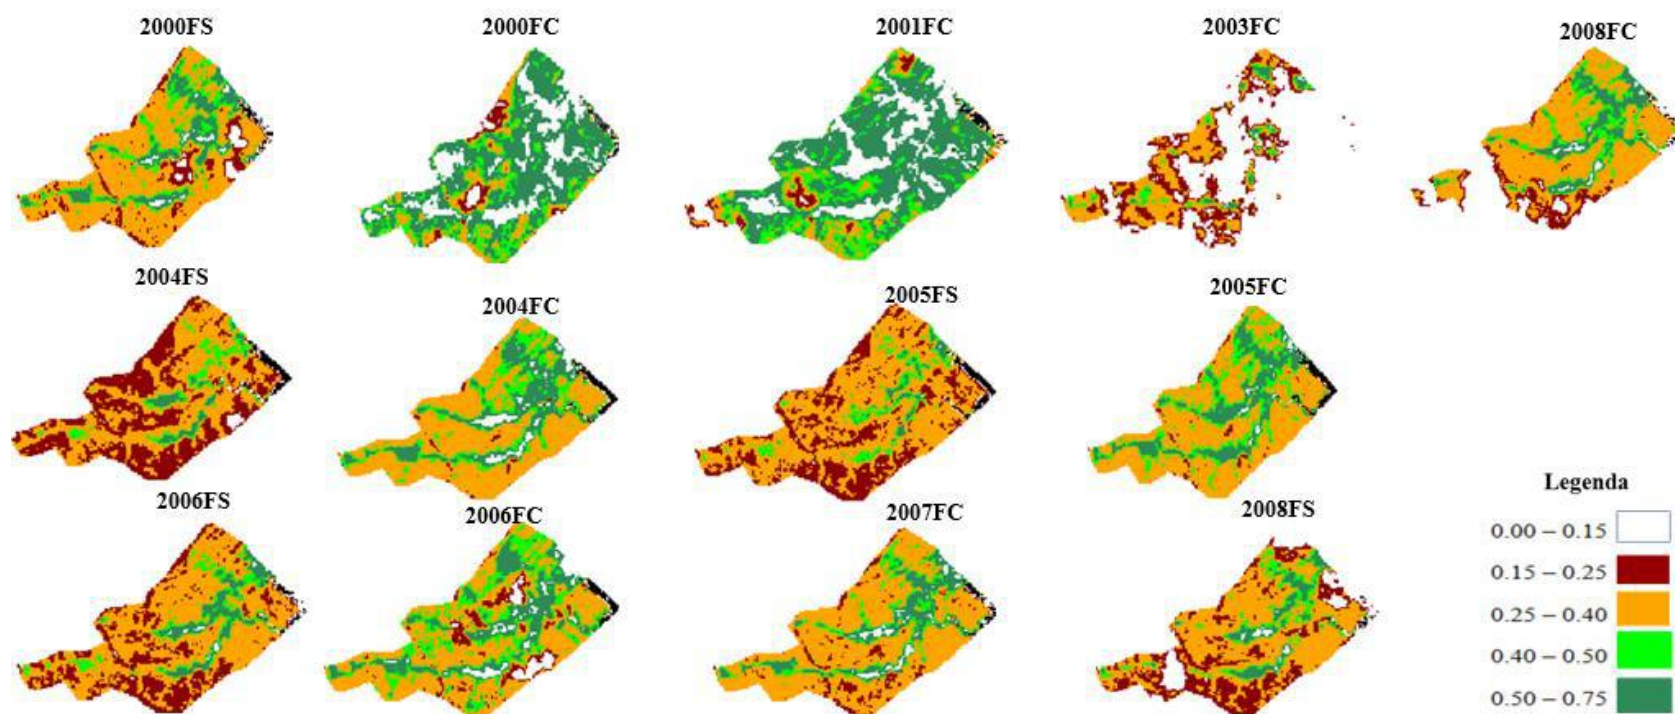 2000FS
2000FC
2001FC
2003FC
2008FC
2004FS
2004FC
2005FS
2005FC
2006FS
2006FC
2007FC
2008FS
Legenda
0.00 – 0.15
0.15 – 0.25
0.25 – 0.40
0.40 – 0.50
0.50 – 0.75